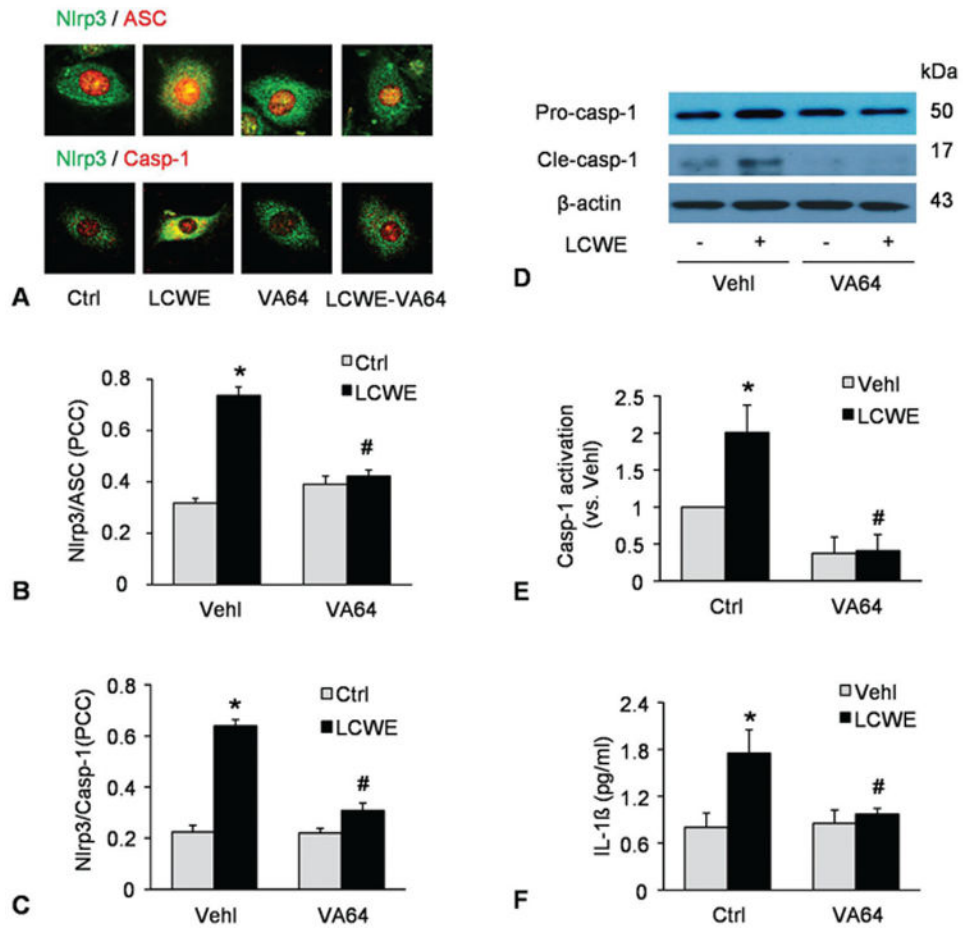 Nlrp3 / ASC
Nlrp3 / Casp-1
Ctrl LCWE VA64 LCWE-VA64
A
kDa
Pro-casp-1 50
Cle-casp-1 17
β-actin 43
LCWE - + - +
Vehl VA64
D
Ctrl
LCWE
Nlrp3/ASC (PCC)
0.8
0.6
0.4
0.2
0
*
#
Vehl VA64
B
Vehl
LCWE
Casp-1 activation
(vs. Vehl)
2.5
2
1.5
1
0.5
0
*
#
Ctrl VA64
E
Ctrl
LCWE
Nlrp3/Casp-1(PCC)
0.8
0.6
0.4
0.2
0
*
#
Vehl VA64
C
Vehl
LCWE
IL-1ß (pg/ml)
2.4
1.8
1.2
0.6
0
*
#
Ctrl VA64
F